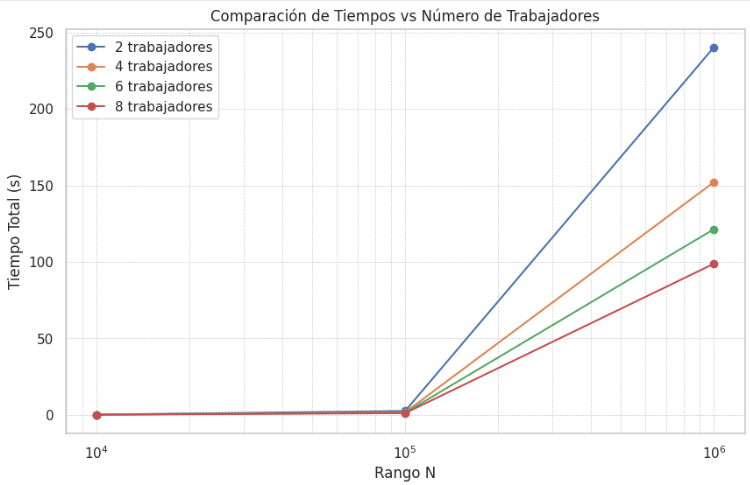 Comparación de Tiempos vs Número de Trabajadores
2 trabajadores
4 trabajadores
6 trabajadores
8 trabajadores
Tiempo Total (s)
250
200
150
100
50
0
10⁴ 10⁵ 10⁶
Rango N